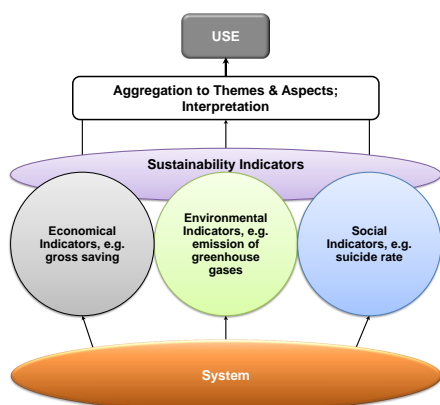 USE
Aggregation to Themes & Aspects;
Interpretation
Sustainability Indicators
Economical
Indicators, e.g.
gross saving
Environmental
Indicators, e.g.
emission of
greenhouse
gases
Social
Indicators, e.g.
suicide rate
System